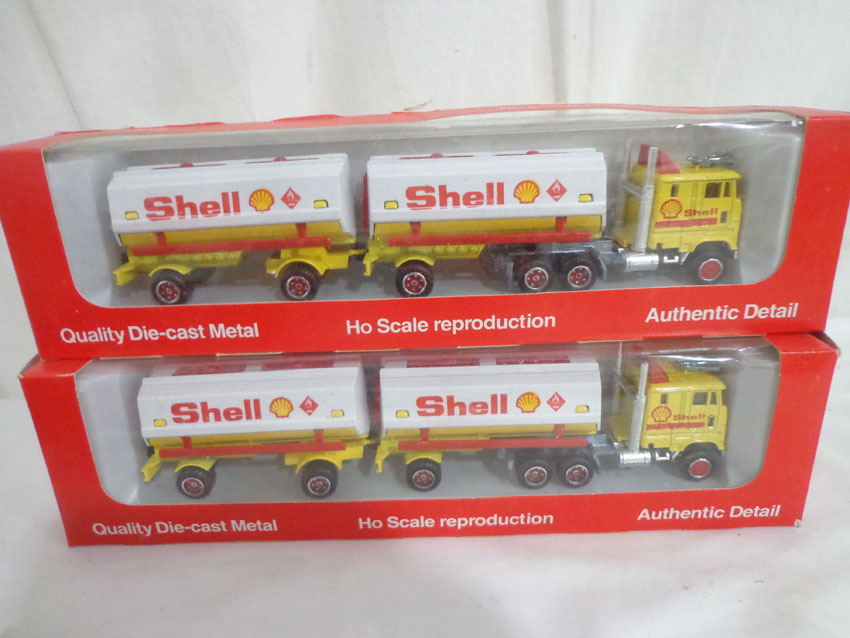 Shell
Shell
Shell
Quality Die-cast Metal
Ho Scale reproduction
Authentic Detail
Shell
Shell
Shell
Quality Die-cast Metal
Ho Scale reproduction
Authentic Detail